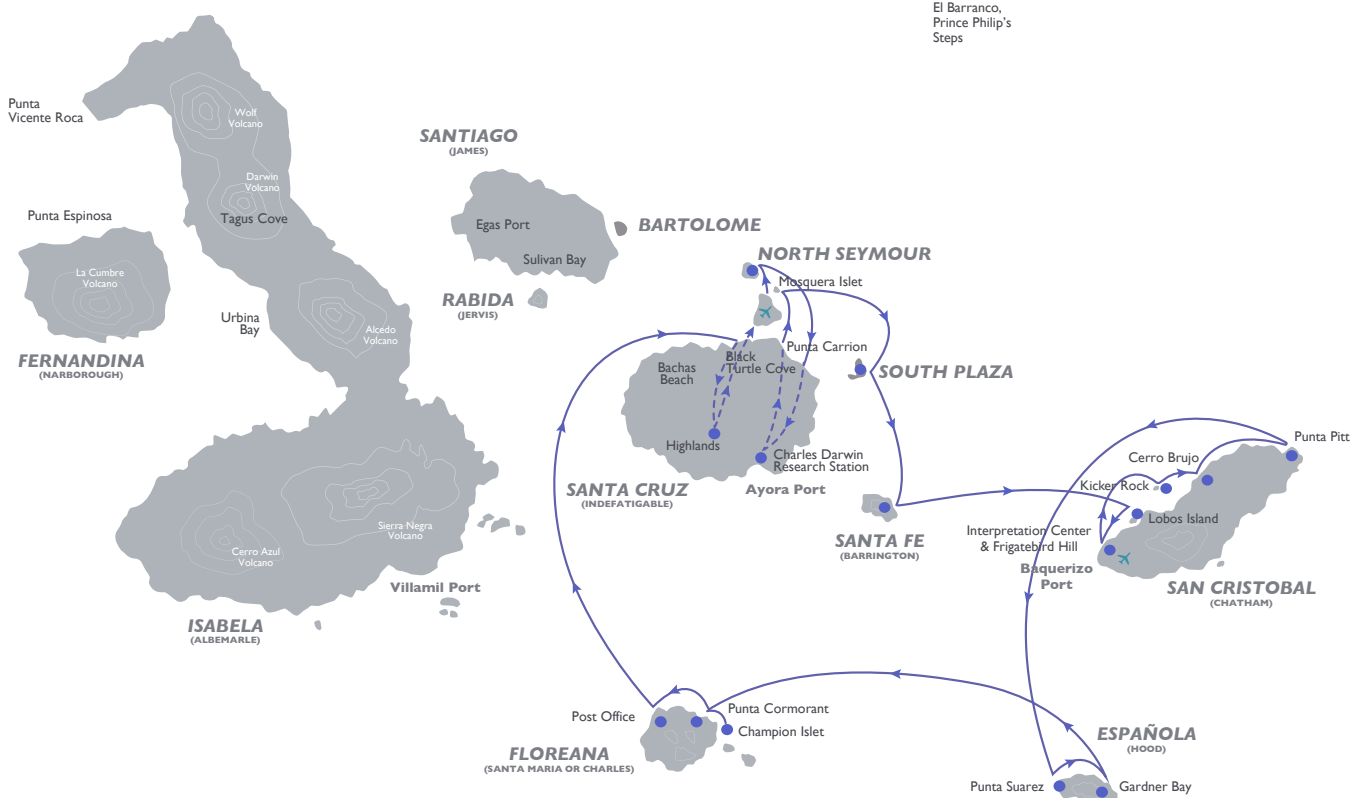 El Barranco,
Prince Philip's
Steps
Punta
Vicente Roca
Wolf
Volcano
SANTIAGO
(JAMES)
Darwin
Volcano
Tagus Cove
Punta Espinosa
Egas Port
BARTOLOME
Sulivan Bay
NORTH SEYMOUR
Mosquera Islet
La Cumbre
Volcano
RABIDA
(JERVIS)
Urbina
Bay
Alcedo
Volcano
FERNANDINA
(NARBOROUGH)
Punta Carrion
Black
Turtle Cove
Bachas
Beach
SOUTH PLAZA
Highlands
Charles Darwin
Research Station
Ayora Port
SANTA CRUZ
(INDEFATIGABLE)
Punta Pitt
Cerro Brujo
Kicker Rock
Lobos Island
Interpretation Center
& Frigatebird Hill
Baquerizo
Port
SANTA FE
(BARRINGTON)
SAN CRISTOBAL
(CHATHAM)
Sierra Negra
Volcano
Cerro Azul
Volcano
Villamil Port
ISABELA
(ALBEMARLE)
Post Office
Punta Cormorant
Champion Islet
FLOREANA
(SANTA MARIA OR CHARLES)
ESPAÑOLA
(HOOD)
Punta Suarez
Gardner Bay